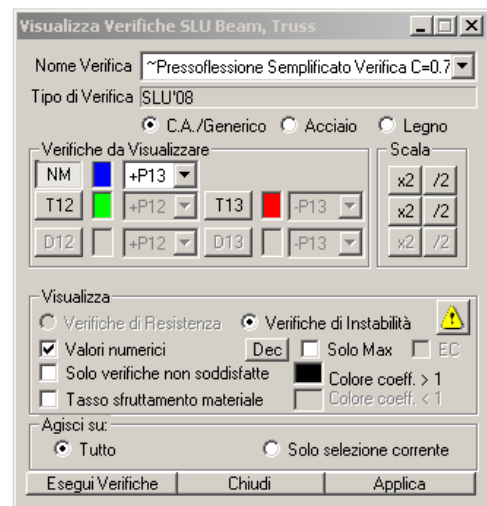 Visualizza Verifiche SLU Beam, Truss
Nome Verifica ~Pressoflessione Semplificato Verifica C=0.7
Tipo di Verifica SLU'08
C.A./Generico Acciaio Legno
Verifiche da Visualizzare Scala
NM +P13 x2 /2
T12 +P12 T13 -P13 x2 /2
D12 +P12 D13 -P13 x2 /2
Visualizza
Verifiche di Resistenza Verifiche di Instabilità
Valori numerici Dec Solo Max EC
Solo verifiche non soddisfatte Colore coeff. > 1
Tasso sfruttamento materiale Colore coeff. < 1
Agisci su:
Tutto Solo selezione corrente
Esegui Verifiche Chiudi Applica